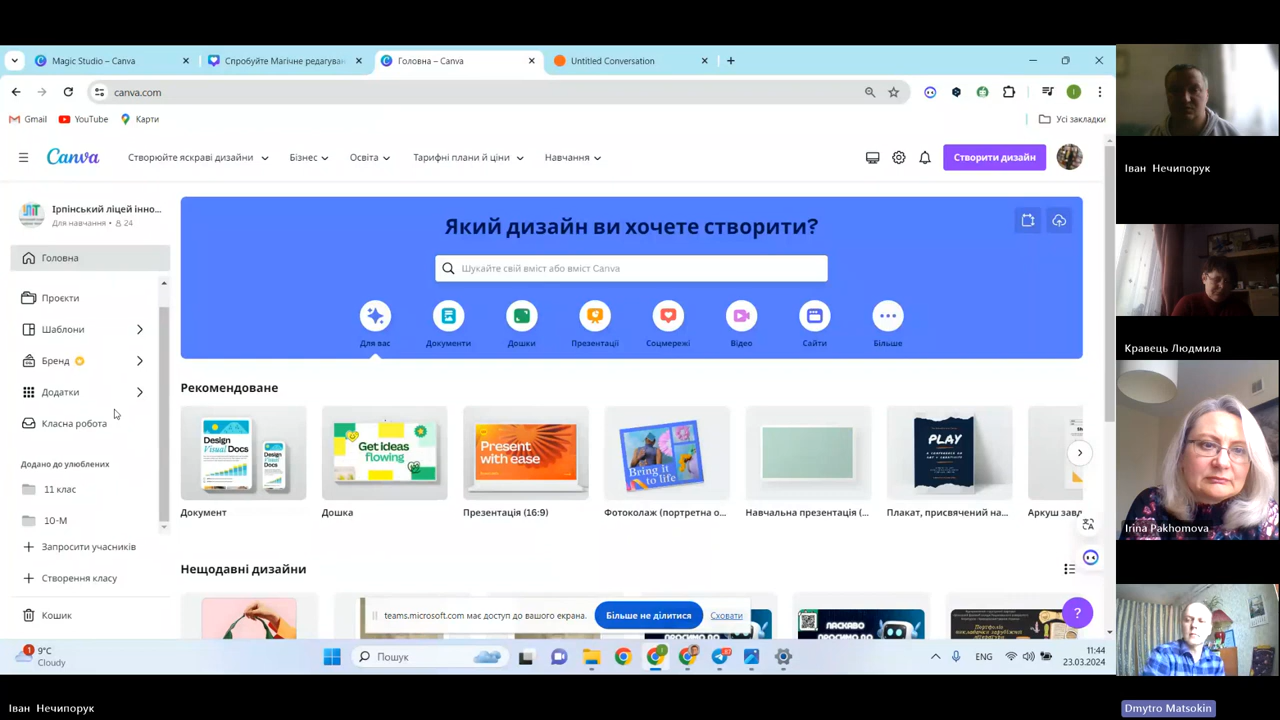 Magic Studio – Canva
Спробуйте Магічне редагуван
Головна – Canva
Untitled Conversation
canva.com
Gmail
YouTube
Карти
Усі закладки
Canva
Створюйте яскраві дизайни
Бізнес
Освіта
Тарифні плани й ціни
Навчання
Створити дизайн
Ірпінський ліцей інно...
Для навчання • 24
Головна
Проєкти
Шаблони
Бренд
Додатки
Класна робота
Додано до улюблених
11 клас
10-М
Запросити учасників
Створення класу
Кошик
Який дизайн ви хочете створити?
Шукайте свій вміст або вміст Canva
Для вас
Документи
Дошки
Презентації
Соцмережі
Відео
Сайти
Більше
Рекомендоване
Design Visual Docs
Get ideas flowing
Present with ease
Bring it to life
PLAY
Документ
Дошка
Презентація (16:9)
Фотоколаж (портретна о...
Навчальна презентація (...
Плакат, присвячений на...
Аркуш завд
Нещодавні дизайни
teams.microsoft.com має доступ до вашого екрана.
Більше не ділитися
Сховати
ЛАСКАВО
?
9°C
Cloudy
Пошук
ENG
11:44
23.03.2024
Іван Нечипорук
Кравець Людмила
Irina Pakhomova
Dmytro Matsokin
Іван Нечипорук